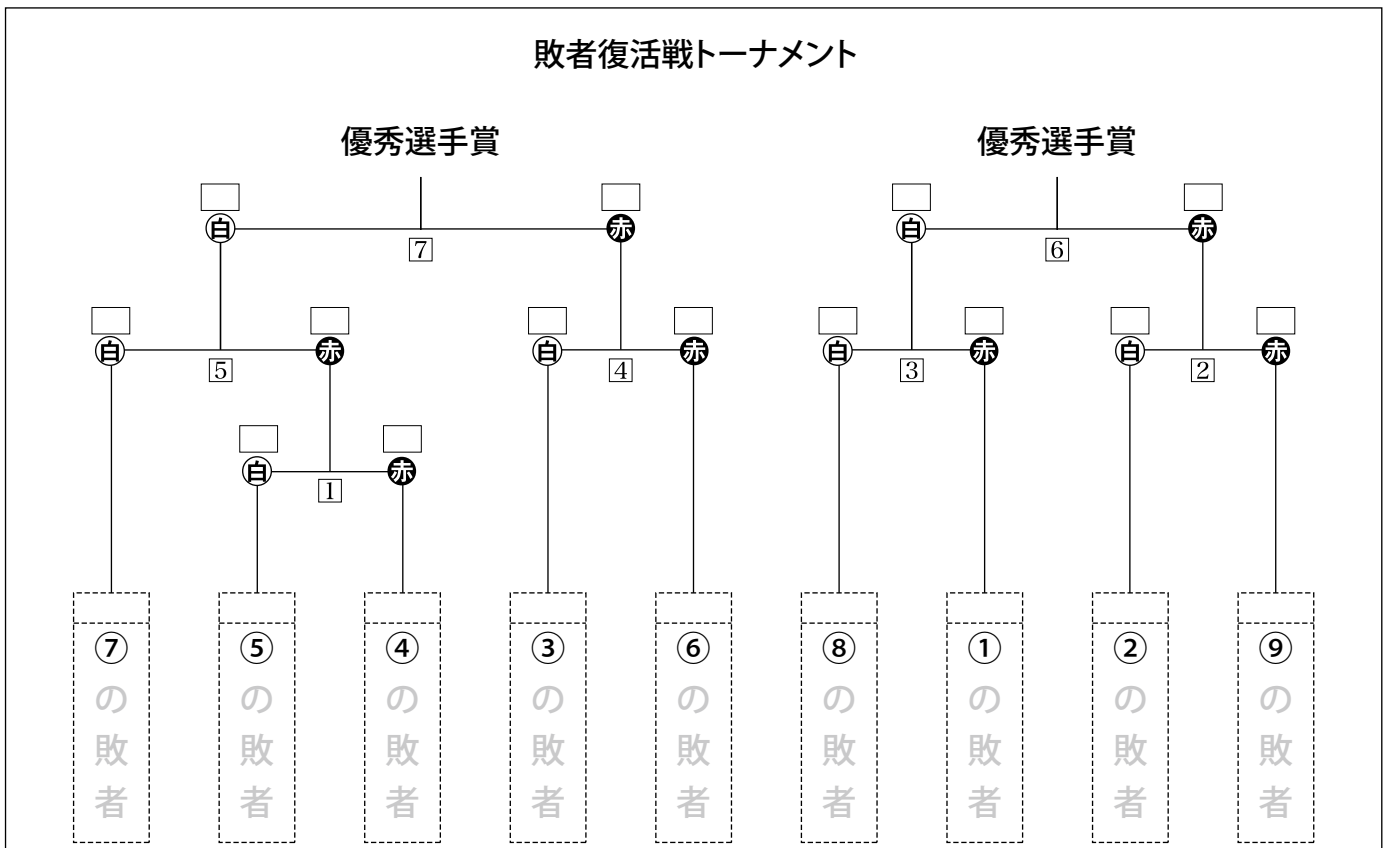 敗者復活戦トーナメント
優秀選手賞 優秀選手賞
白 赤 白 赤
7 6
白 赤 白 赤 白 赤 白 赤
5 4 3 2
白 赤
1
⑦の敗者
⑤の敗者
④の敗者
③の敗者
⑥の敗者
⑧の敗者
①の敗者
②の敗者
⑨の敗者